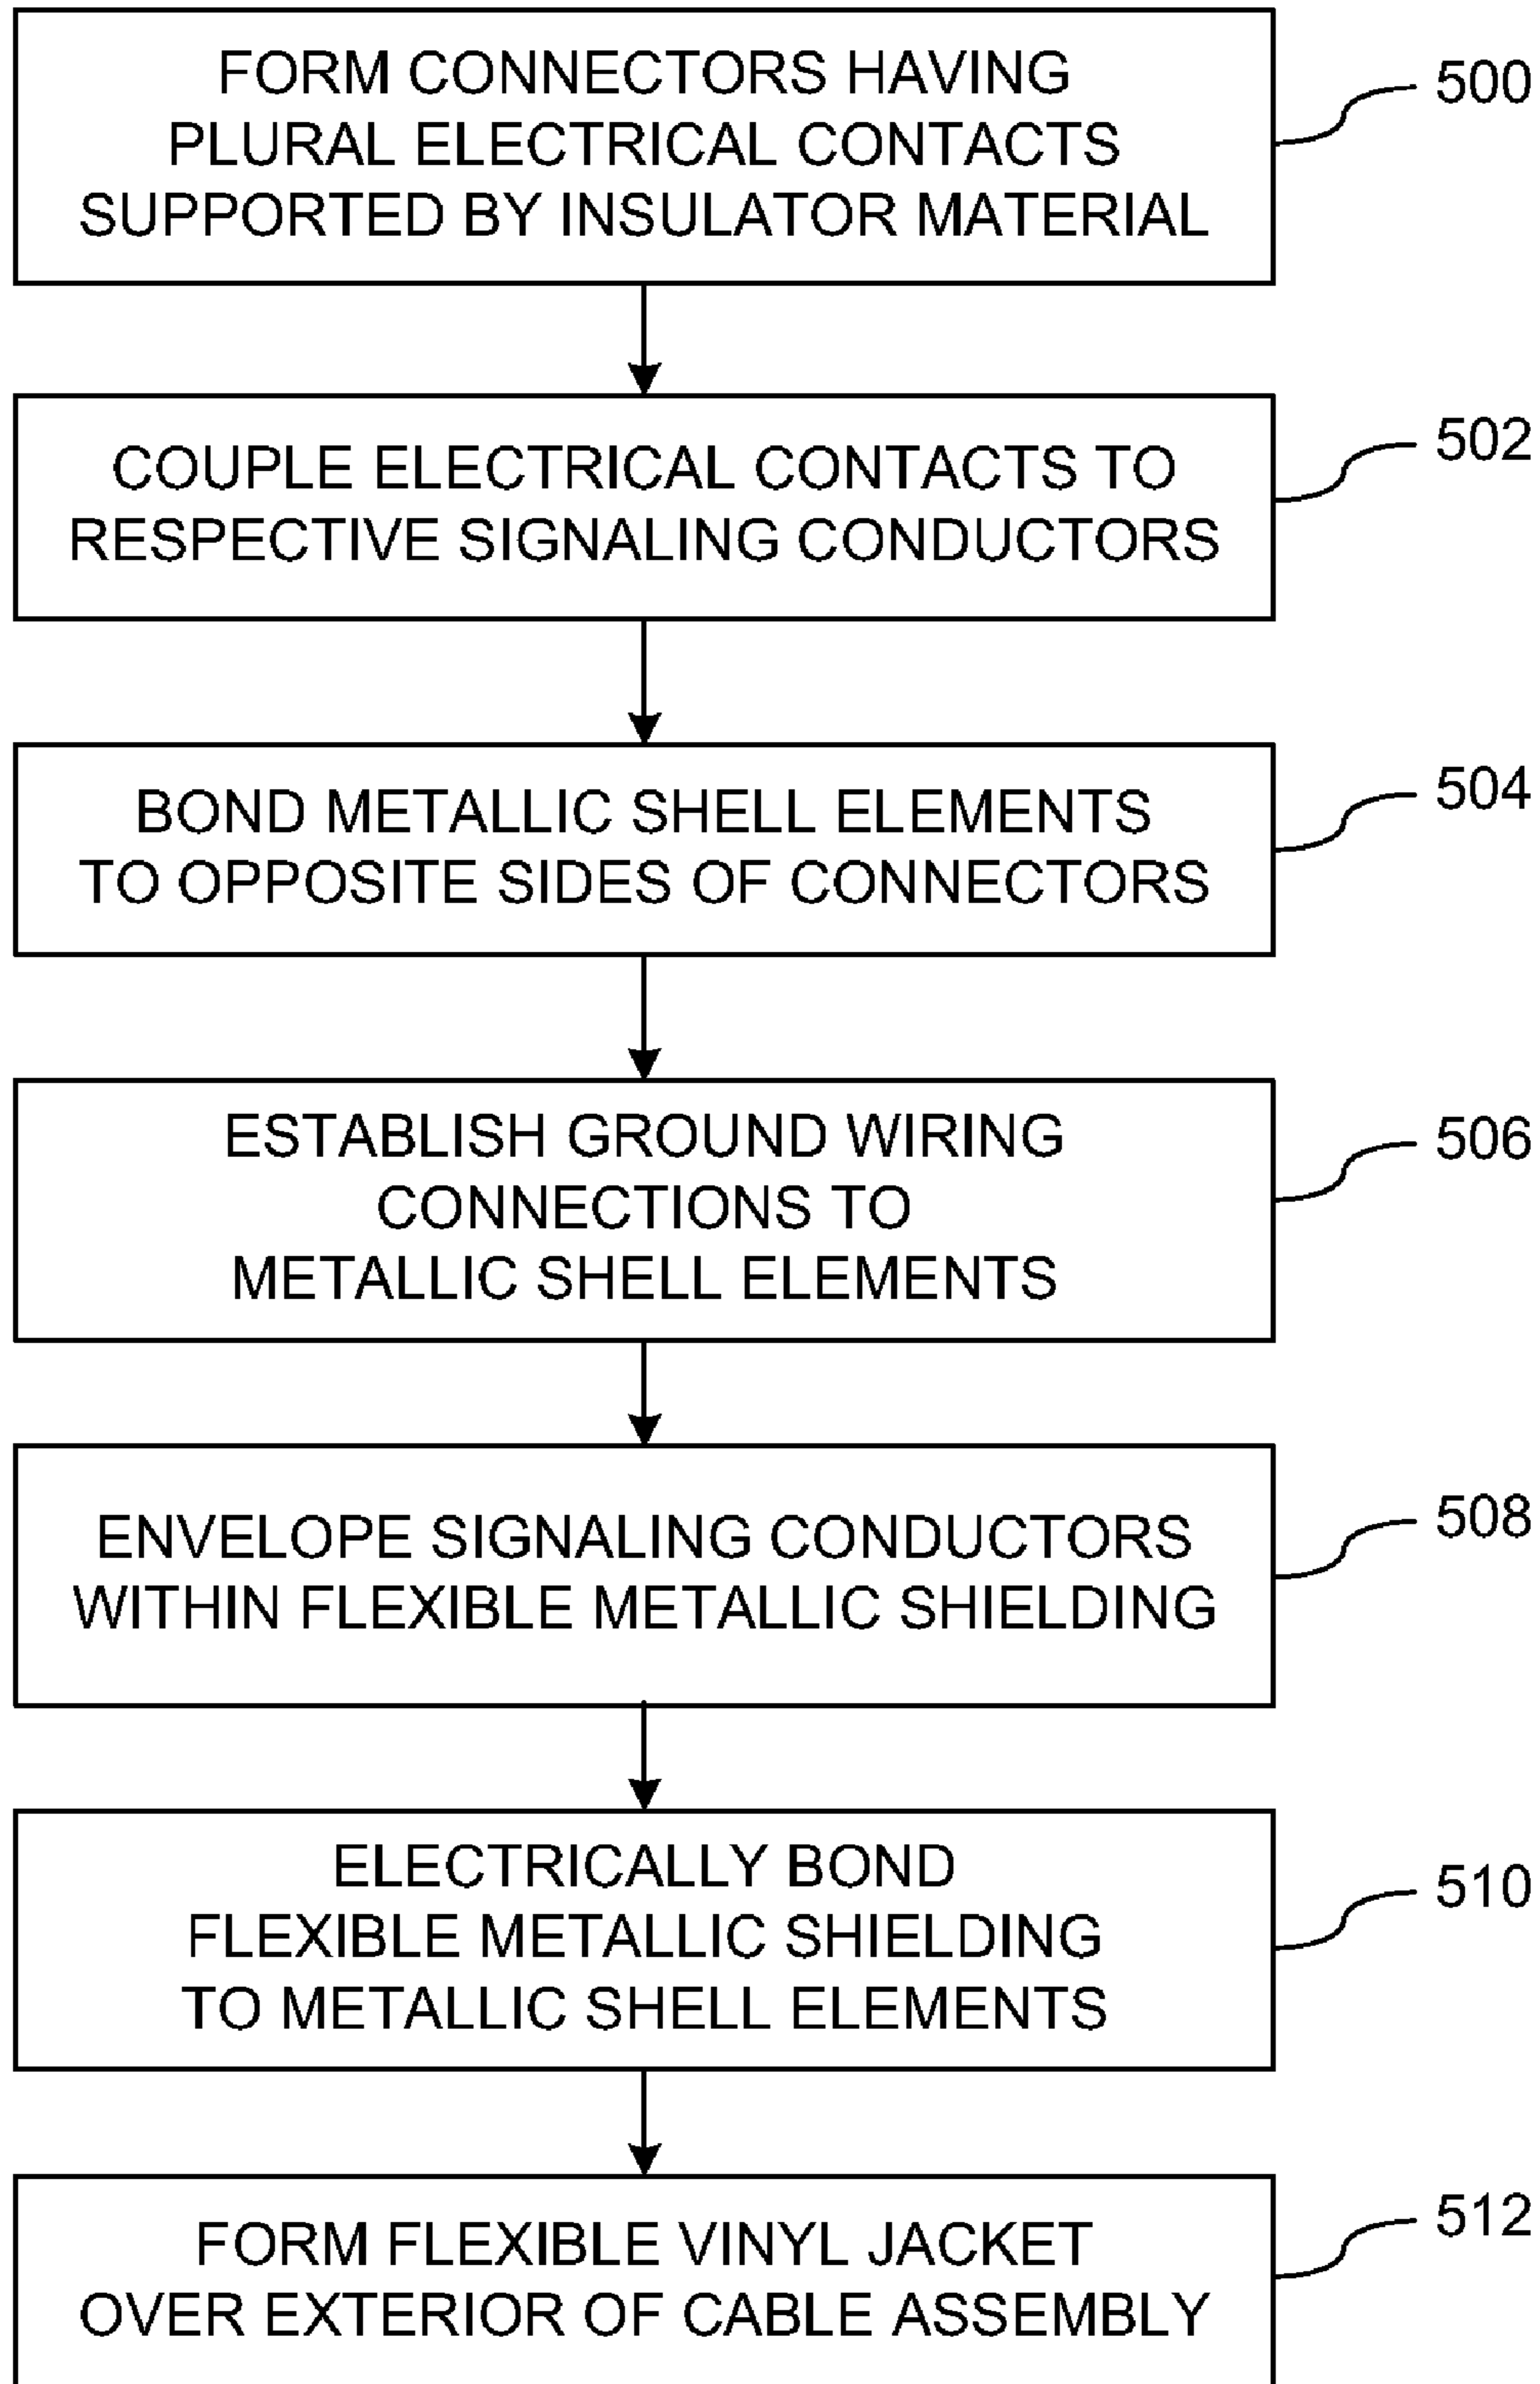 FORM CONNECTORS HAVING
PLURAL ELECTRICAL CONTACTS
SUPPORTED BY INSULATOR MATERIAL
500
COUPLE ELECTRICAL CONTACTS TO
RESPECTIVE SIGNALING CONDUCTORS
502
BOND METALLIC SHELL ELEMENTS
TO OPPOSITE SIDES OF CONNECTORS
504
ESTABLISH GROUND WIRING
CONNECTIONS TO
METALLIC SHELL ELEMENTS
506
ENVELOPE SIGNALING CONDUCTORS
WITHIN FLEXIBLE METALLIC SHIELDING
508
ELECTRICALLY BOND
FLEXIBLE METALLIC SHIELDING
TO METALLIC SHELL ELEMENTS
510
FORM FLEXIBLE VINYL JACKET
OVER EXTERIOR OF CABLE ASSEMBLY
512